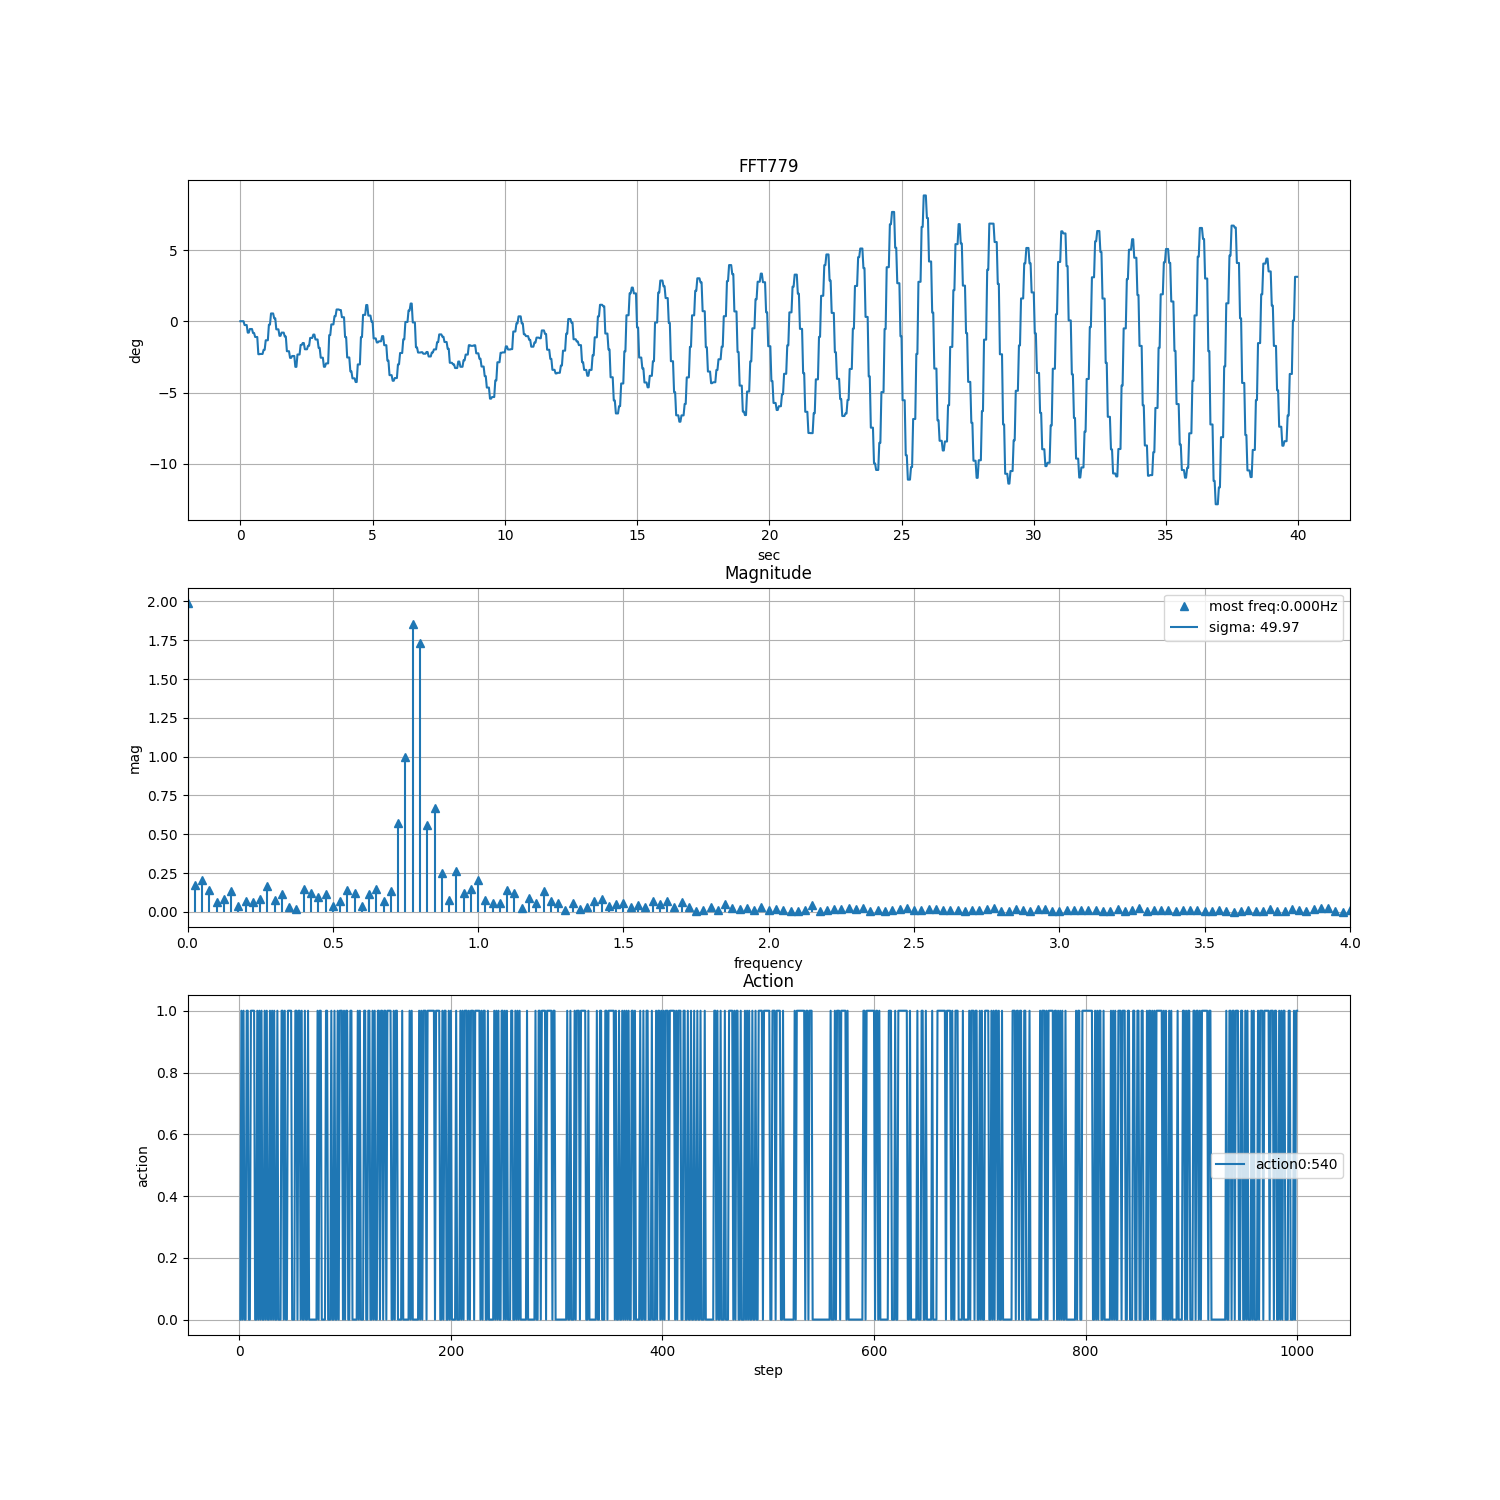 FFT779
5
0
−5
−10
deg
0 5 10 15 20 25 30 35 40
sec
Magnitude
2.00
1.75
1.50
1.25
1.00
0.75
0.50
0.25
0.00
mag
most freq:0.000Hz
sigma: 49.97
0.0 0.5 1.0 1.5 2.0 2.5 3.0 3.5 4.0
frequency
Action
1.0
0.8
0.6
0.4
0.2
0.0
action
action0:540
0 200 400 600 800 1000
step